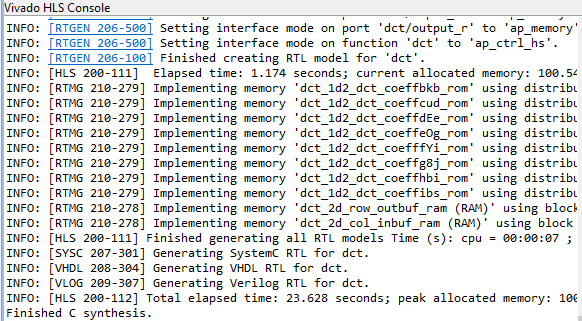 Vivado HLS Console
INFO: [RTGEN 206-500] Setting interface mode on port 'dct/output_r' to 'ap_memory'
INFO: [RTGEN 206-500] Setting interface mode on function 'dct' to 'ap_ctrl_hs'.
INFO: [RTGEN 206-100] Finished creating RTL model for 'dct'.
INFO: [HLS 200-111]  Elapsed time: 1.174 seconds; current allocated memory: 100.54
INFO: [RTMG 210-279] Implementing memory 'dct_1d2_dct_coeffbkb_rom' using distribu
INFO: [RTMG 210-279] Implementing memory 'dct_1d2_dct_coeffcud_rom' using distribu
INFO: [RTMG 210-279] Implementing memory 'dct_1d2_dct_coeffdEe_rom' using distribu
INFO: [RTMG 210-279] Implementing memory 'dct_1d2_dct_coeffeOg_rom' using distribu
INFO: [RTMG 210-279] Implementing memory 'dct_1d2_dct_coefffYi_rom' using distribu
INFO: [RTMG 210-279] Implementing memory 'dct_1d2_dct_coeffg8j_rom' using distribu
INFO: [RTMG 210-279] Implementing memory 'dct_1d2_dct_coeffhbi_rom' using distribu
INFO: [RTMG 210-279] Implementing memory 'dct_1d2_dct_coeffibs_rom' using distribu
INFO: [RTMG 210-278] Implementing memory 'dct_2d_row_outbuf_ram (RAM)' using block
INFO: [RTMG 210-278] Implementing memory 'dct_2d_col_inbuf_ram (RAM)' using block
INFO: [HLS 200-111] Finished generating all RTL models Time (s): cpu = 00:00:07 ;
INFO: [SYSC 207-301] Generating SystemC RTL for dct.
INFO: [VHDL 208-304] Generating VHDL RTL for dct.
INFO: [VLOG 209-307] Generating Verilog RTL for dct.
INFO: [HLS 200-112] Total elapsed time: 23.628 seconds; peak allocated memory: 100
Finished C synthesis.